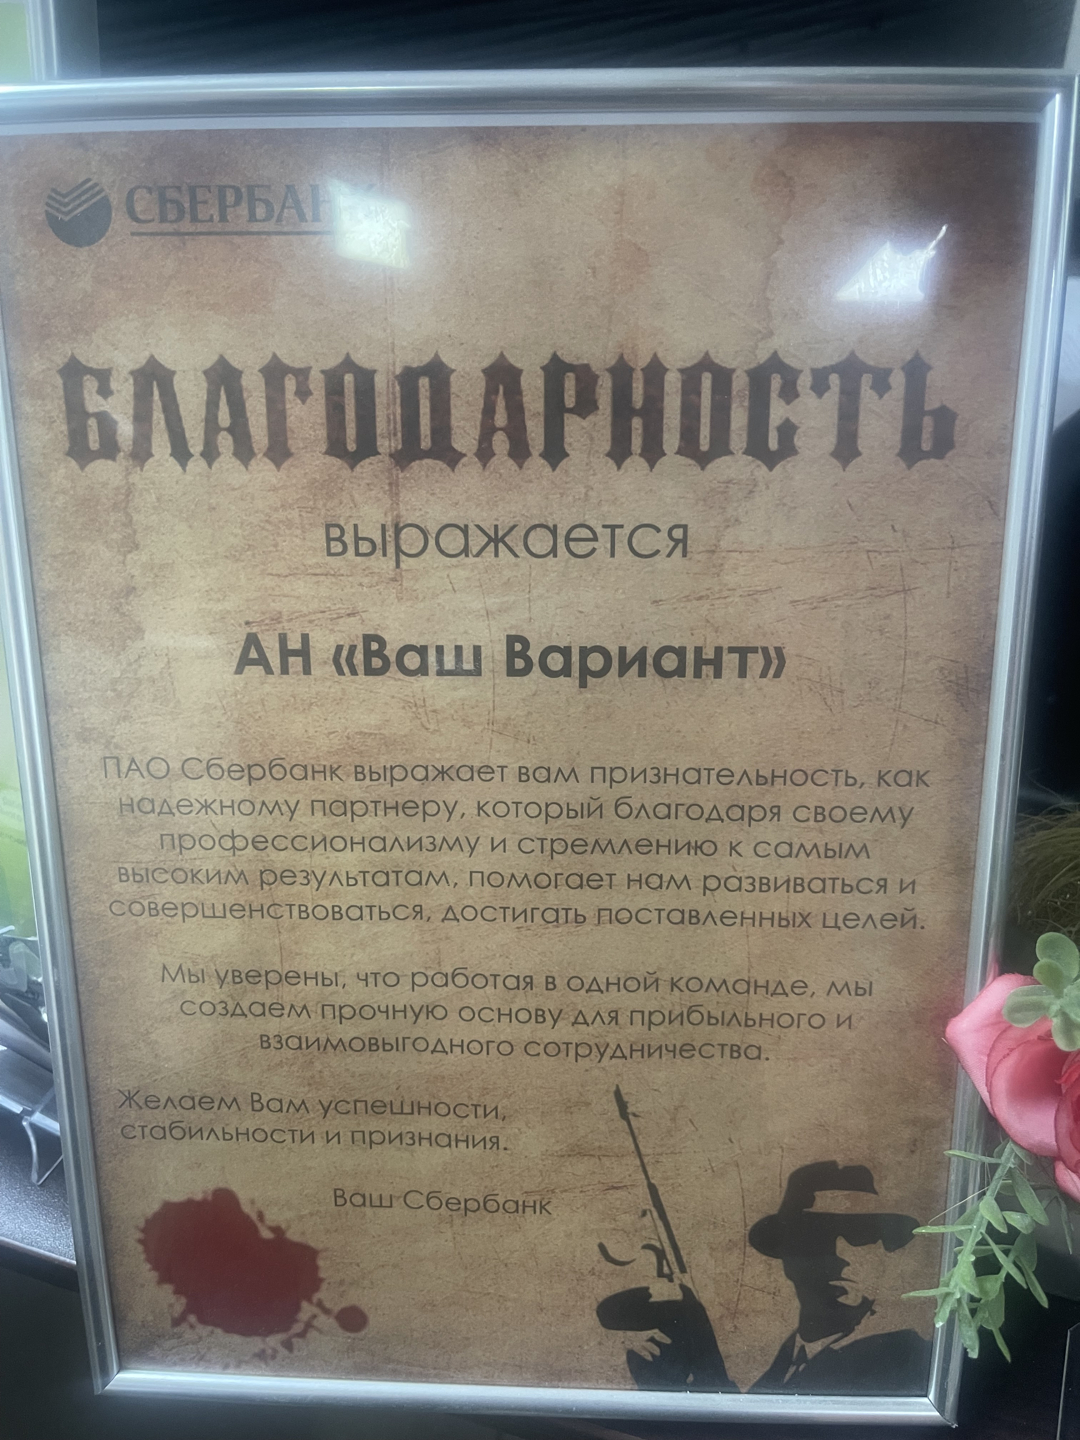 СБЕРБАНК
БЛАГОДАРНОСТЬ
выражается
АН «Ваш Вариант»
ПАО Сбербанк выражает вам признательность, как
надежному партнеру, который благодаря своему
профессионализму и стремлению к самым
высоким результатам, помогает нам развиваться и
совершенствоваться, достигать поставленных целей.
Мы уверены, что работая в одной команде, мы
создаем прочную основу для прибыльного и
взаимовыгодного сотрудничества.
Желаем Вам успешности,
стабильности и признания.
Ваш Сбербанк